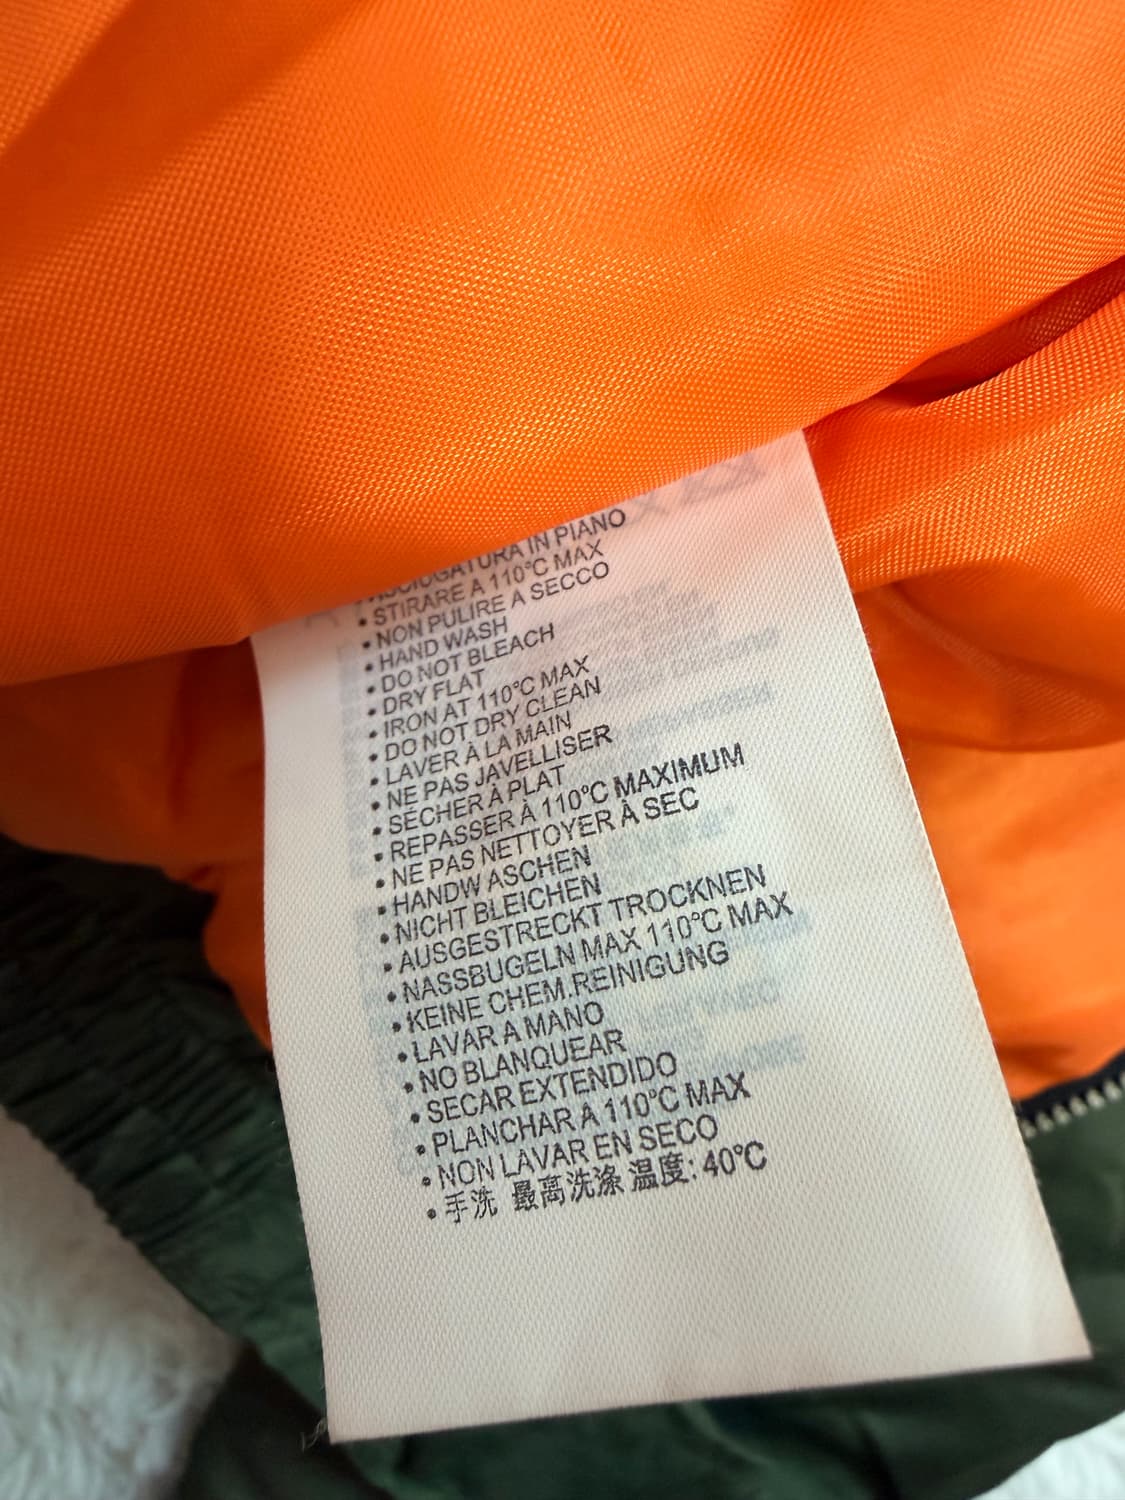 ASCIUGATURA IN PIANO
• STIRARE A 110°C MAX
• NON PULIRE A SECCO
• HAND WASH
• DO NOT BLEACH
• DRY FLAT
• IRON AT 110°C MAX
• DO NOT DRY CLEAN
• LAVER À LA MAIN
• NE PAS JAVELLISER
• SÉCHER À PLAT
• REPASSER À 110°C MAXIMUM
• NE PAS NETTOYER À SEC
• HANDW ASCHEN
• NICHT BLEICHEN
• AUSGESTRECKT TROCKNEN
• NASSBUGELN MAX 110°C MAX
• KEINE CHEM.REINIGUNG
• LAVAR A MANO
• NO BLANQUEAR
• SECAR EXTENDIDO
• PLANCHAR A 110°C MAX
• NON LAVAR EN SECO
• 手洗 最高洗涤 温度: 40°C